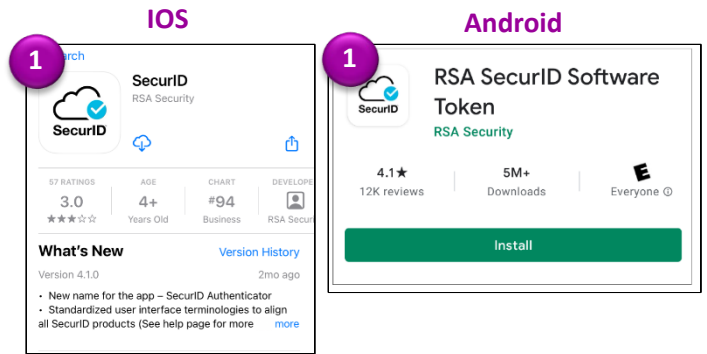 IOS
Android
1
arch
SecurID
RSA Security
SecurID
57 RATINGS
AGE
CHART
DEVELOPE
3.0
4+
#94
★★★☆☆
Years Old
Business
RSA Securi
What's New
Version History
Version 4.1.0
2mo ago
• New name for the app – SecurID Authenticator
• Standardized user interface terminologies to align
all SecurID products (See help page for more
more
1
SecurID
RSA SecurID Software
Token
RSA Security
4.1★
5M+
E
12K reviews
Downloads
Everyone
Install